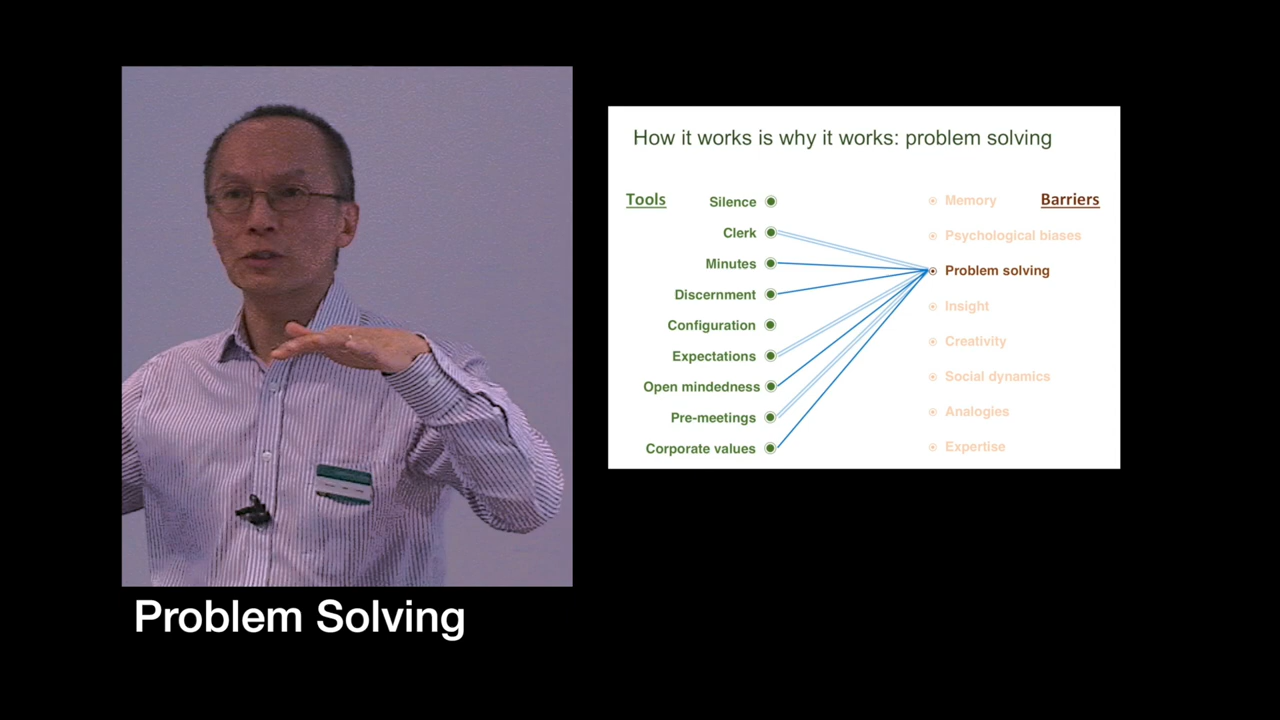 How it works is why it works: problem solving
Tools
Barriers
Silence
Clerk
Minutes
Discernment
Configuration
Expectations
Open mindedness
Pre-meetings
Corporate values
Memory
Psychological biases
Problem solving
Insight
Creativity
Social dynamics
Analogies
Expertise
Problem Solving